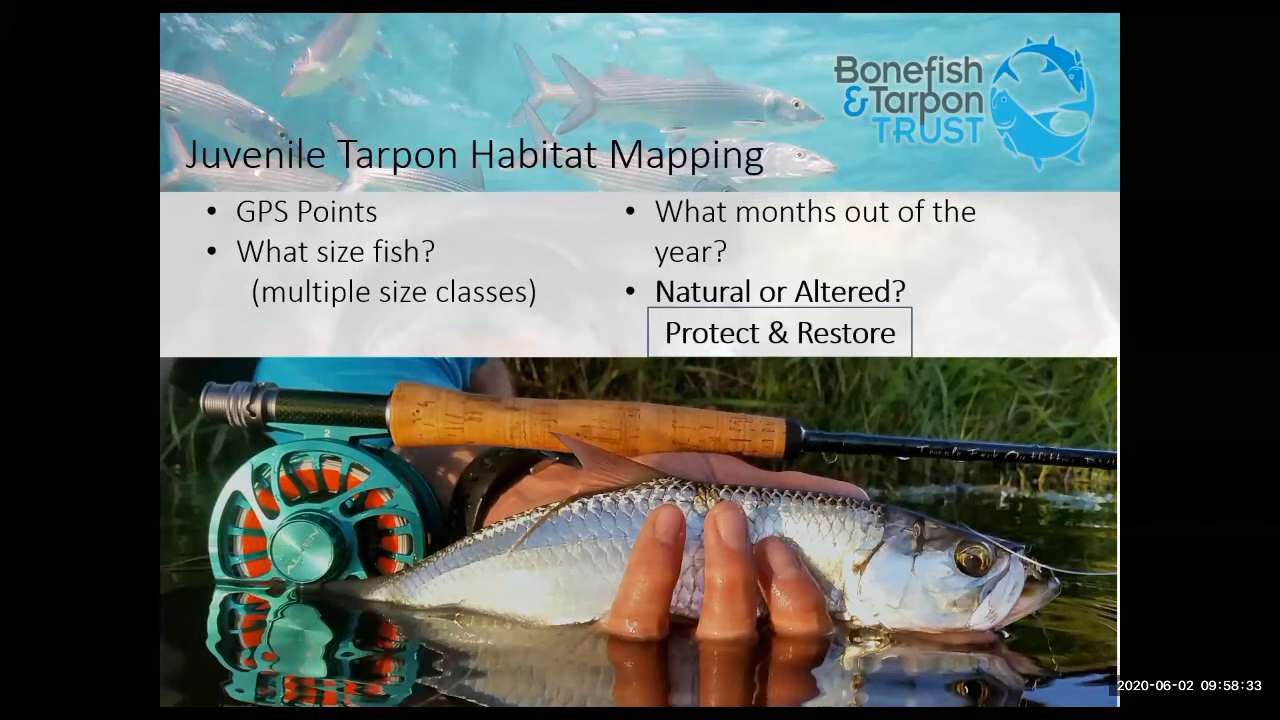 Bonefish
&Tarpon
TRUST
Juvenile Tarpon Habitat Mapping
• GPS Points
• What size fish?
(multiple size classes)
• What months out of the
year?
• Natural or Altered?
Protect & Restore
2
2020-06-02 09:58:33